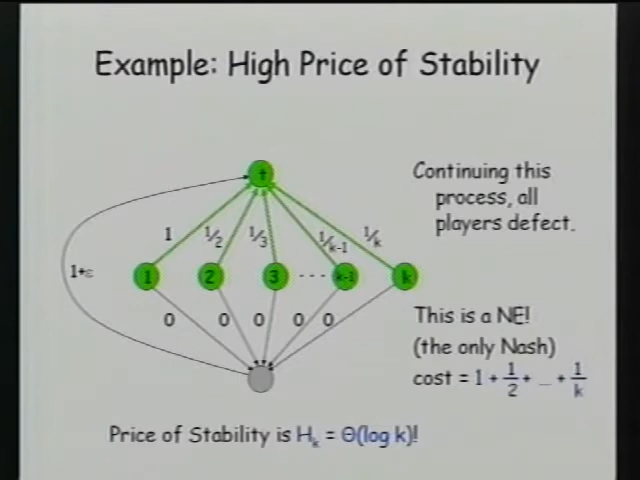 Example: High Price of Stability
t
Continuing this
process, all
players defect.
1 1/2 1/3 1/k-1 1/k
1+ε
1 2 3 ... k-1 k
0 0 0 0 0
This is a NE!
(the only Nash)
cost = 1 + 1/2 + … + 1/k
Price of Stability is Hk = Θ(log k)!